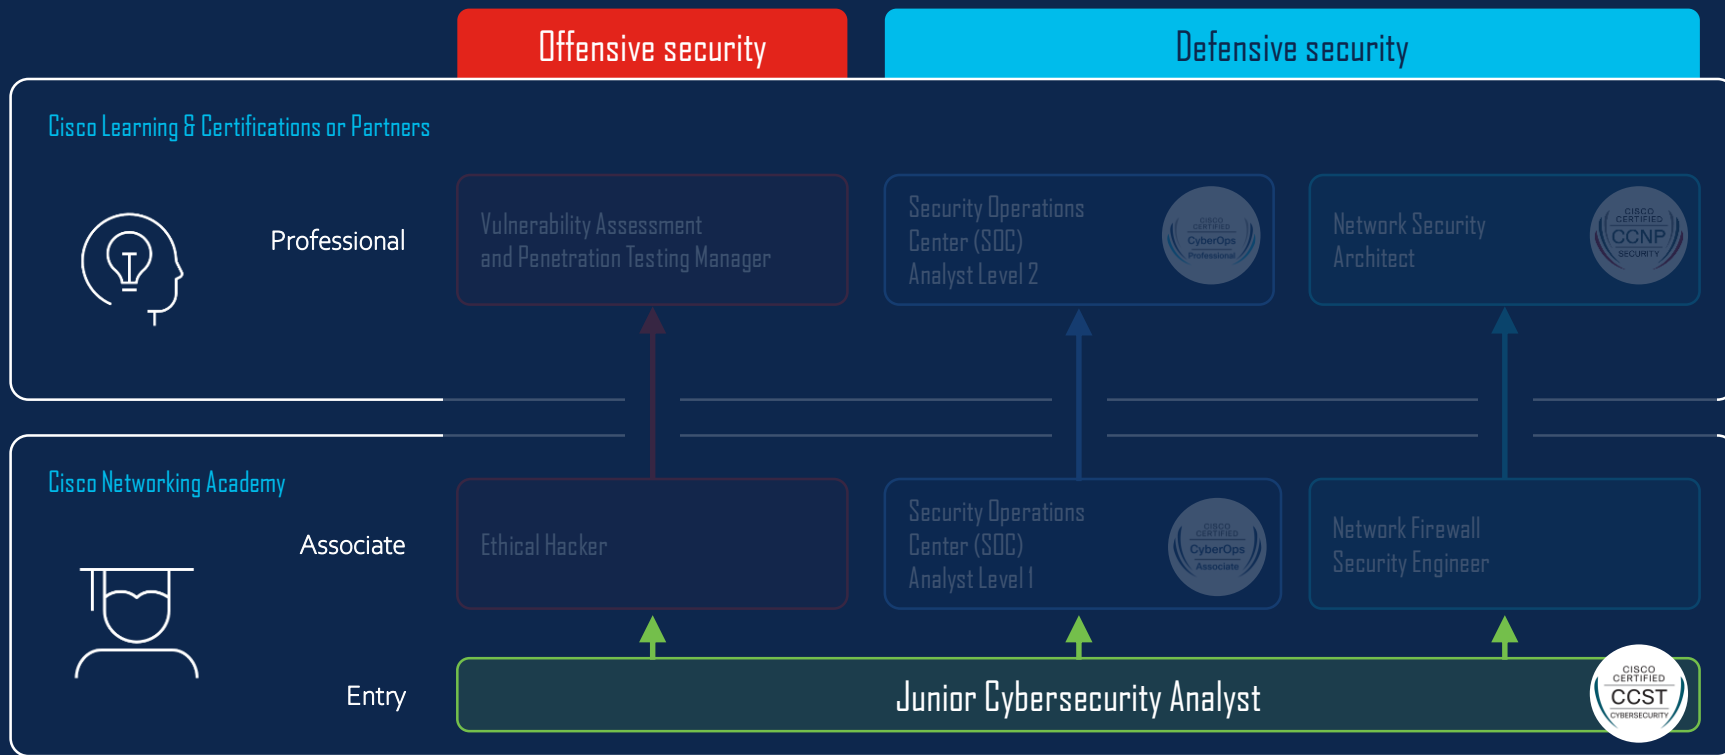 Offensive security
Defensive security
Cisco Learning & Certifications or Partners
Professional
Vulnerability Assessment
and Penetration Testing Manager
Security Operations
Center (SOC)
Analyst Level 2
CISCO
CERTIFIED
CyberOps
Professional
Network Security
Architect
CISCO
CERTIFIED
CCNP
SECURITY
Cisco Networking Academy
Associate
Ethical Hacker
Security Operations
Center (SOC)
Analyst Level 1
CISCO
CERTIFIED
CyberOps
Associate
Network Firewall
Security Engineer
Entry
Junior Cybersecurity Analyst
CISCO
CERTIFIED
CCST
CYBERSECURITY